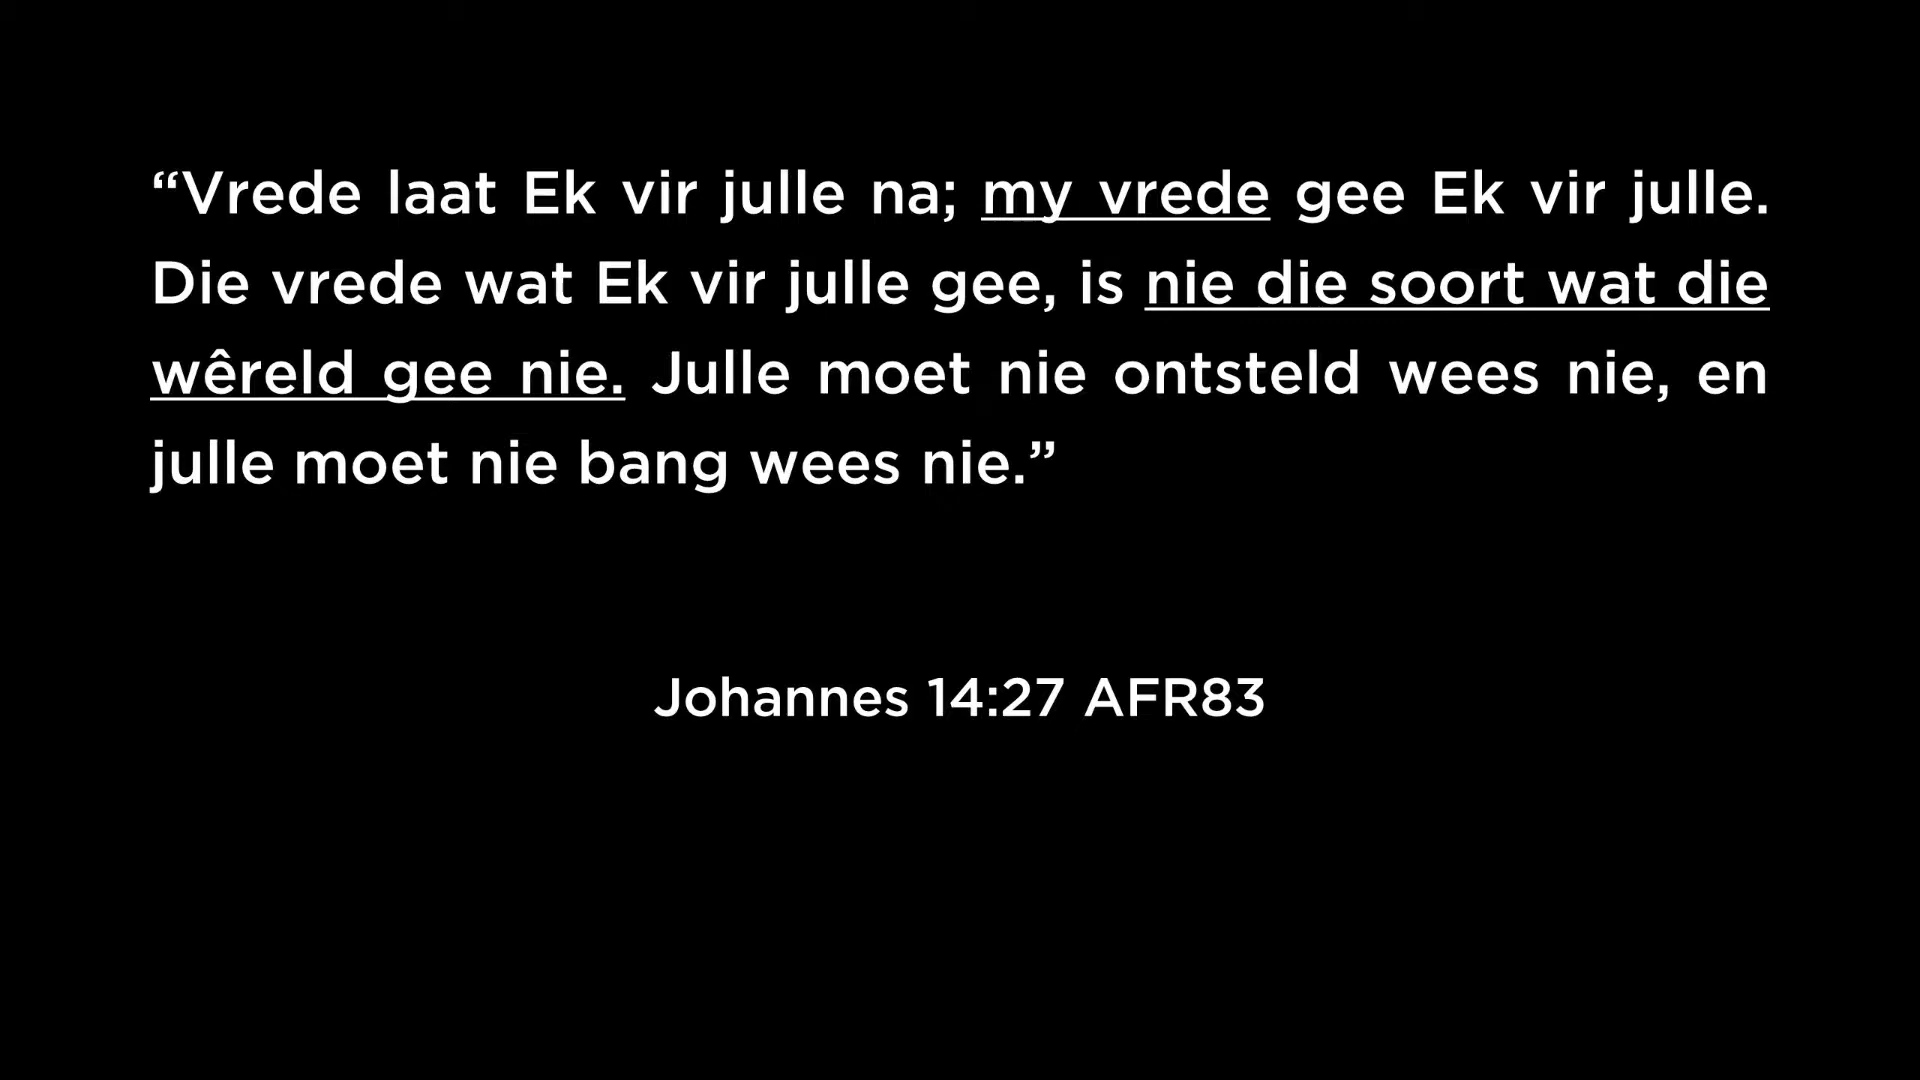 “Vrede laat Ek vir julle na; my vrede gee Ek vir julle.
Die vrede wat Ek vir julle gee, is nie die soort wat die
wêreld gee nie. Julle moet nie ontsteld wees nie, en
julle moet nie bang wees nie.”
Johannes 14:27 AFR83